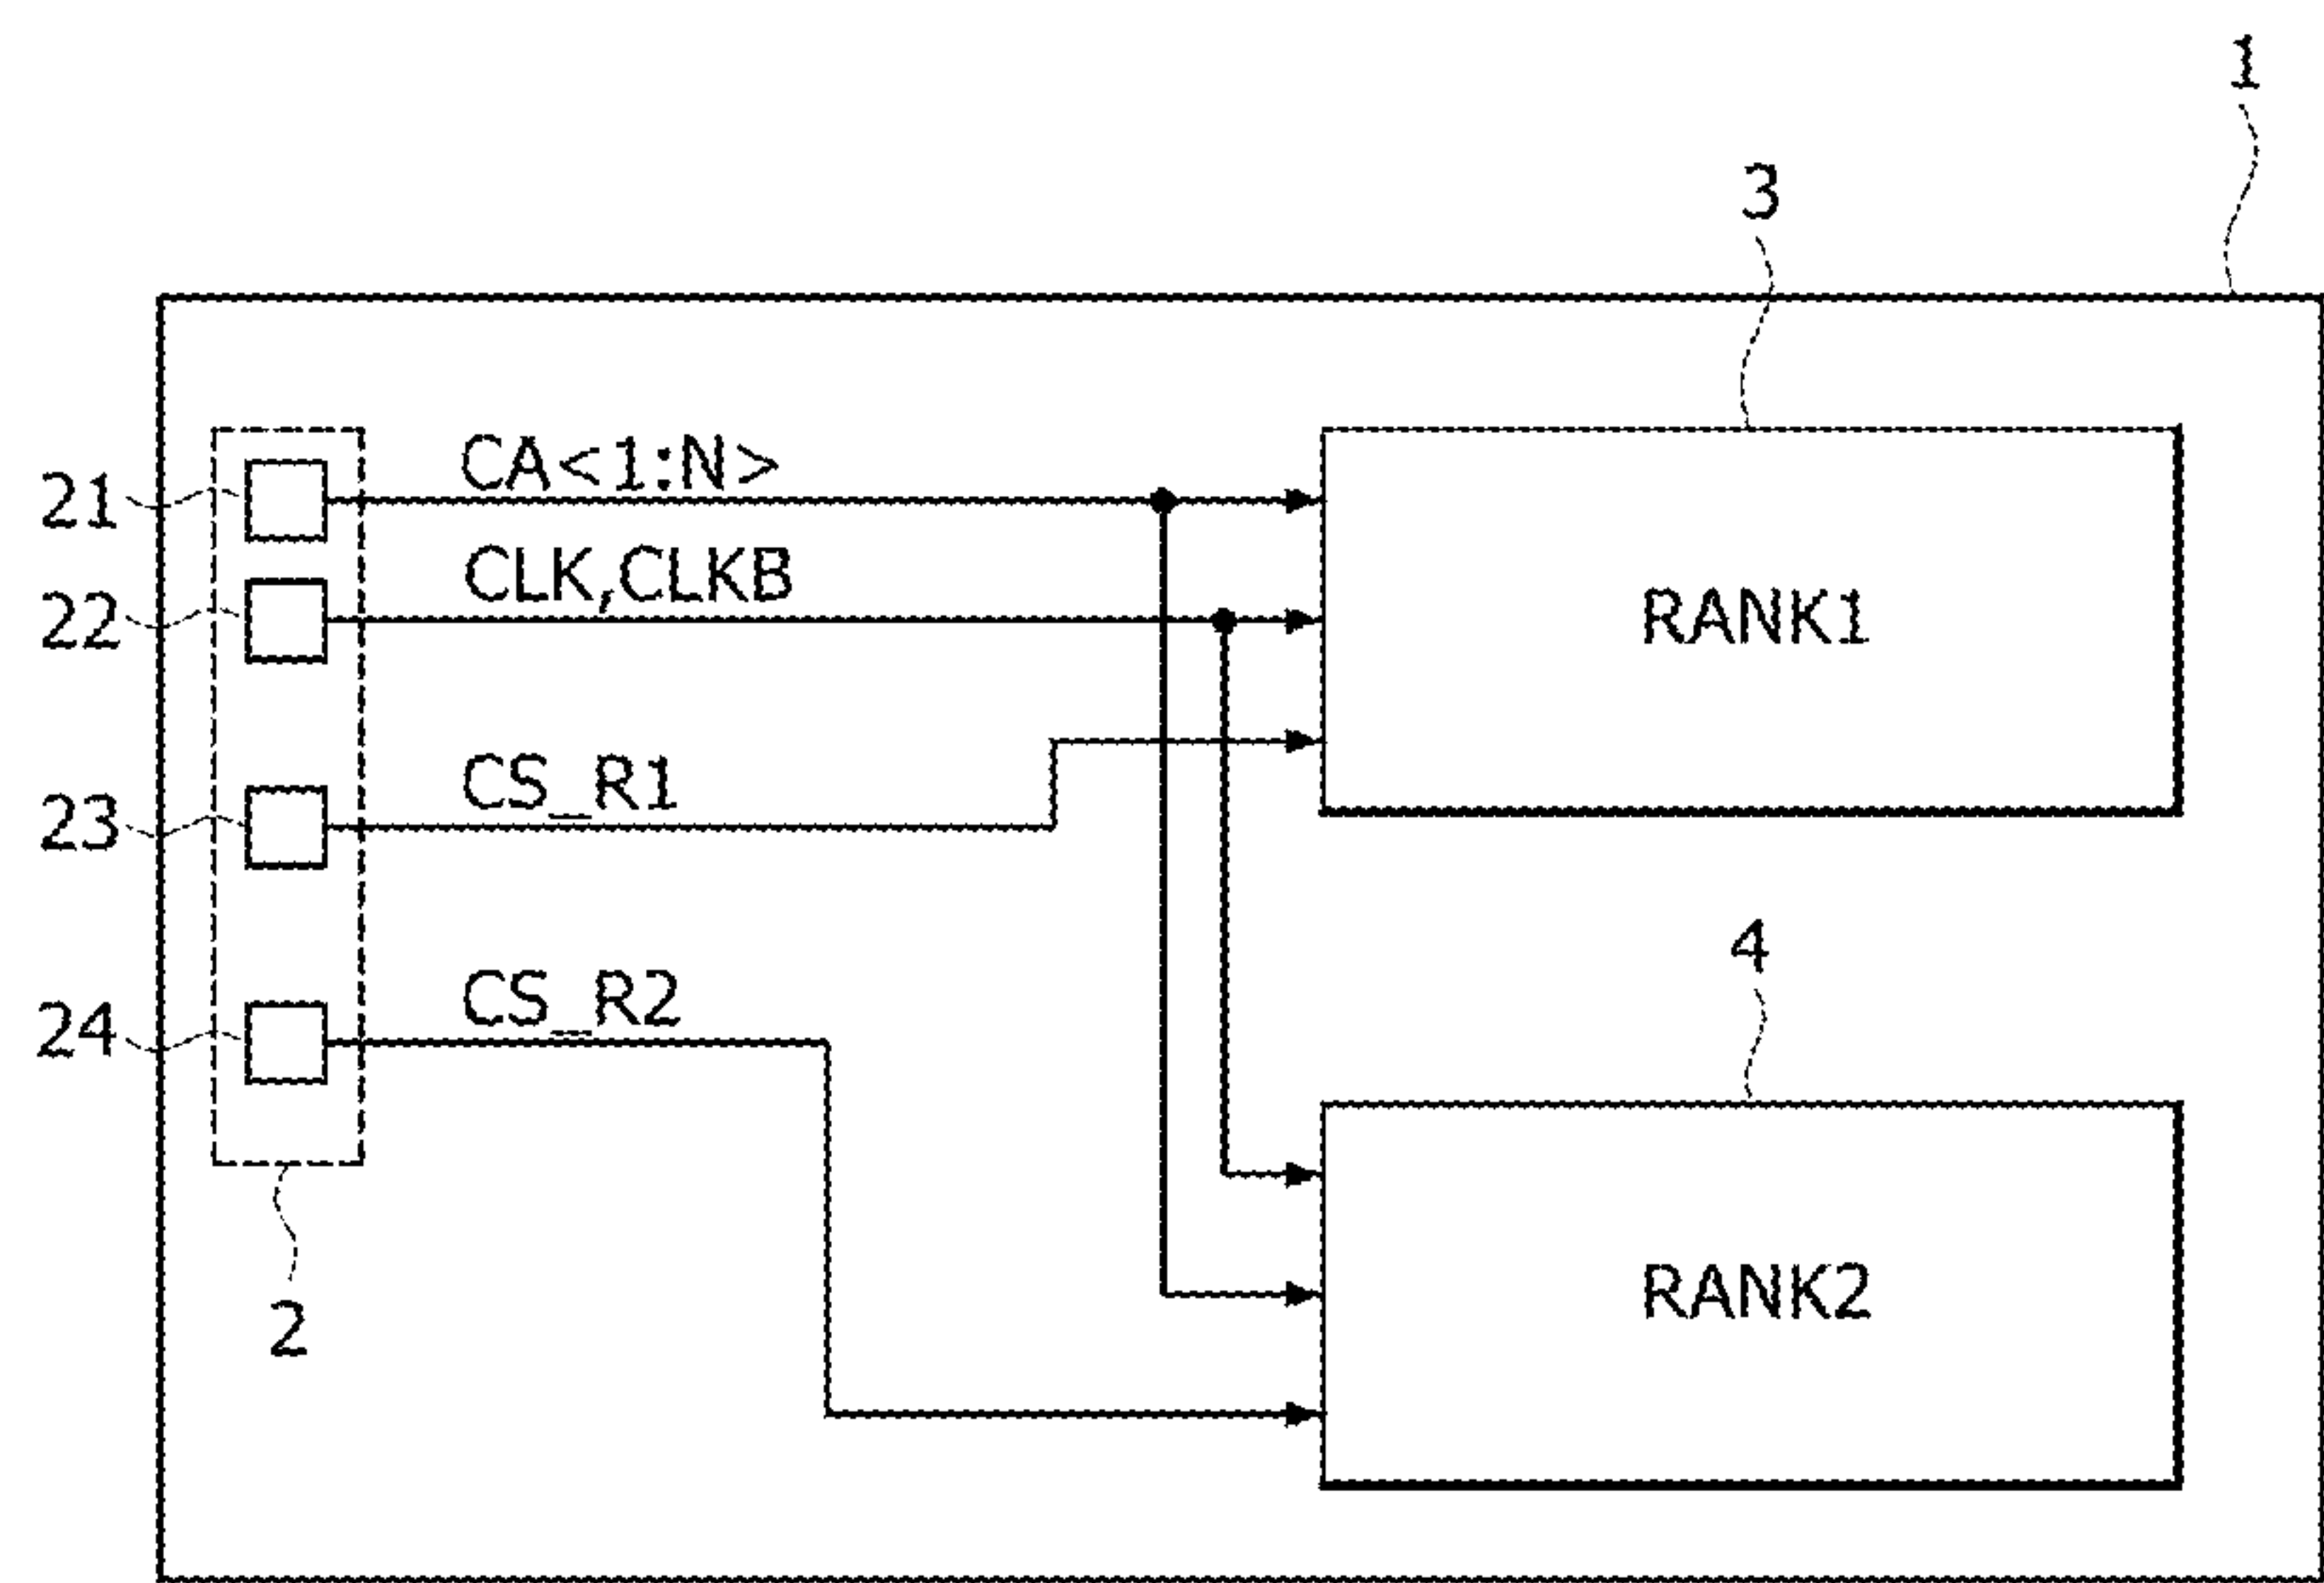 1
3
21
CA<1:N>
CLK,CLKB
22
RANK1
23
CS_R1
4
24
CS_R2
2
RANK2